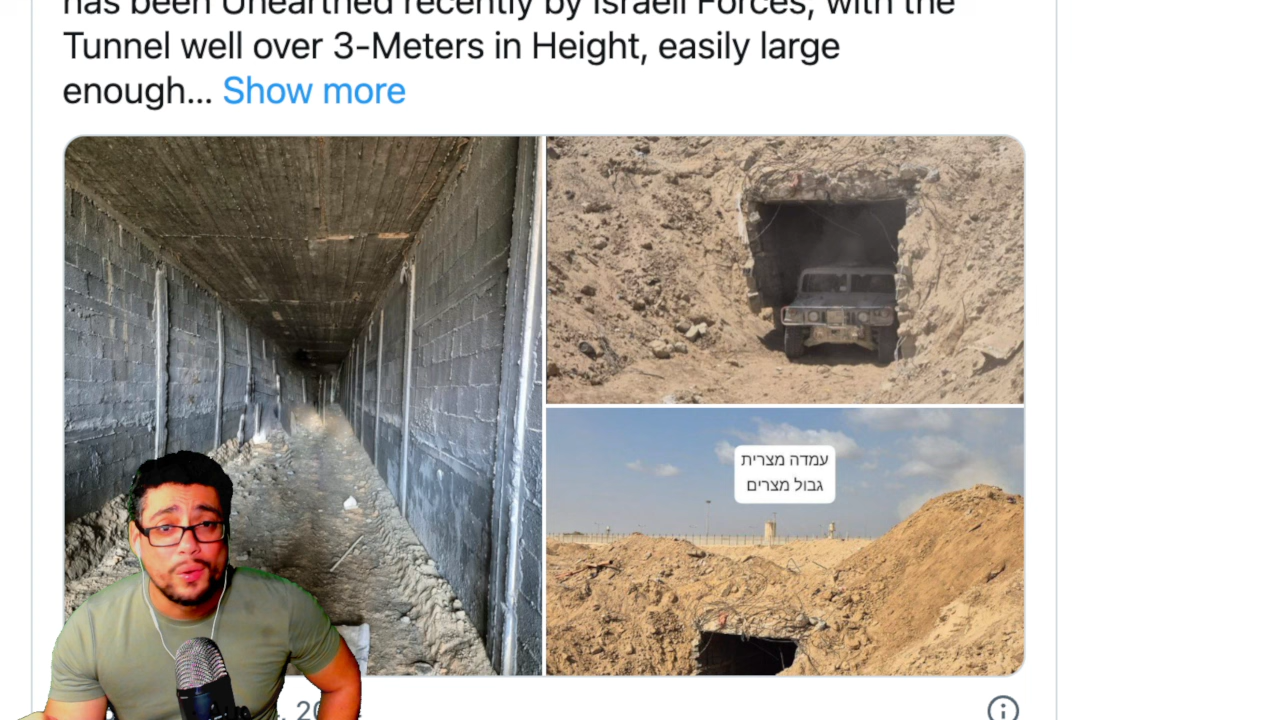 has been Unearthed recently by Israeli Forces, with the
Tunnel well over 3-Meters in Height, easily large
enough... Show more
עמדה מצרית
גבול מצרים